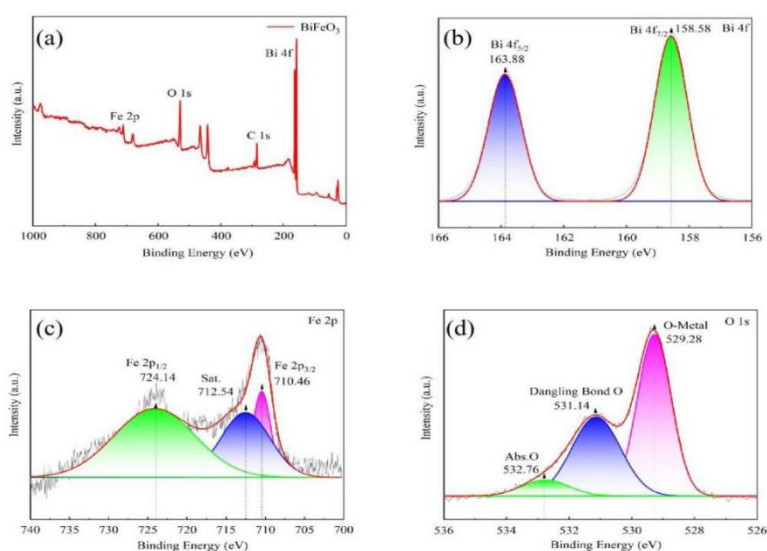 (a)
BiFeO₃
Bi 4f
O 1s
Fe 2p
C 1s
Intensity (a.u.)
1000 800 600 400 200 0
Binding Energy (eV)
(b)
Bi 4f₅/₂
163.88
Bi 4f₇/₂ 158.58
Bi 4f
Intensity (a.u.)
166 164 162 160 158 156
Binding Energy (eV)
(c)
Fe 2p
Fe 2p₁/₂
724.14
Sat.
712.54
Fe 2p₃/₂
710.46
Intensity (a.u.)
740 735 730 725 720 715 710 705 700
Binding Energy (eV)
(d)
O 1s
O-Metal
529.28
Dangling Bond O
531.14
Abs.O
532.76
Intensity (a.u.)
536 534 532 530 528 526
Binding Energy (eV)